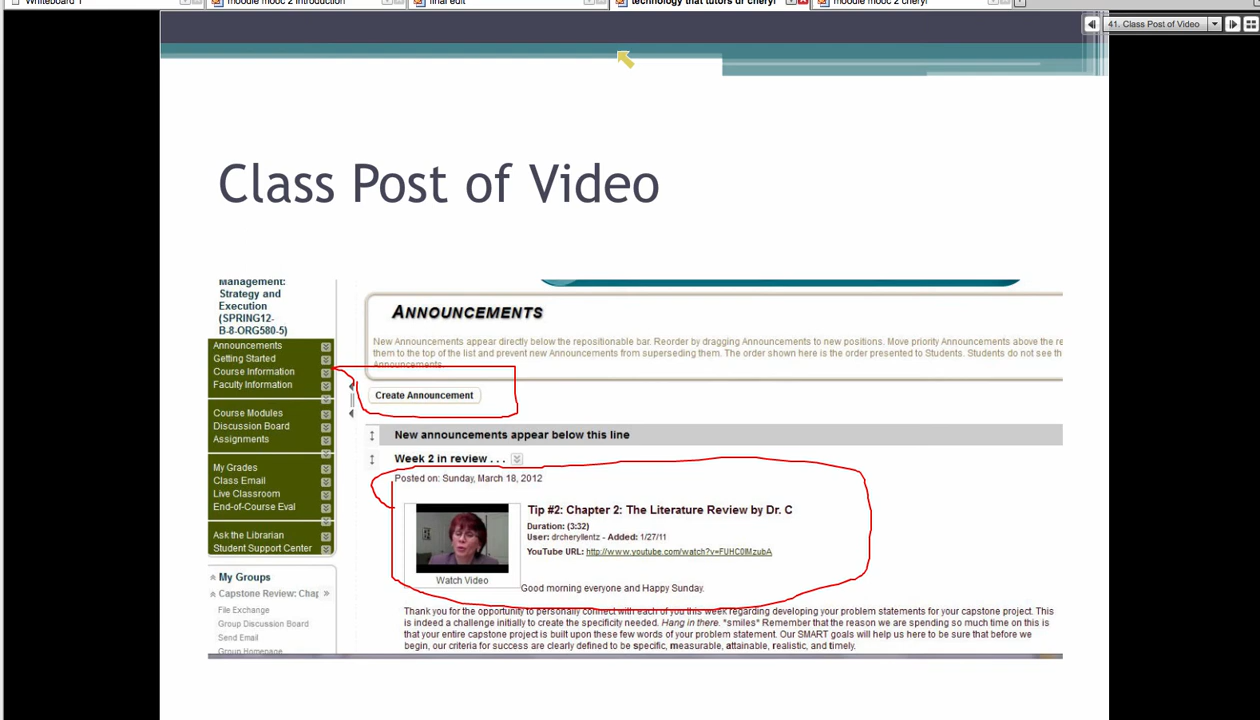 Whiteboard 1
moodle mooc 2 introduction
final edit
technology that tutors dr cheryl
moodle mooc 2 cheryl
41. Class Post of Video
Class Post of Video
Management:
Strategy and
Execution
(SPRING12-
B-8-ORG580-5)
Announcements
Getting Started
Course Information
Faculty Information
Course Modules
Discussion Board
Assignments
My Grades
Class Email
Live Classroom
End-of-Course Eval
Ask the Librarian
Student Support Center
My Groups
Capstone Review: Chap
File Exchange
Group Discussion Board
Send Email
Group Homepage
ANNOUNCEMENTS
New Announcements appear directly below the repositionable bar. Reorder by dragging Announcements to new positions. Move priority Announcements above the re
them to the top of the list and prevent new Announcements from superseding them. The order shown here is the order presented to Students. Students do not see th
Announcements.
Create Announcement
New announcements appear below this line
Week 2 in review . . .
Posted on: Sunday, March 18, 2012
Tip #2: Chapter 2: The Literature Review by Dr. C
Duration: (3:32)
User: drcheryllentz - Added: 1/27/11
YouTube URL: http://www.youtube.com/watch?v=FUHC0lMzubA
Watch Video
Good morning everyone and Happy Sunday.
Thank you for the opportunity to personally connect with each of you this week regarding developing your problem statements for your capstone project. This
is indeed a challenge initially to create the specificity needed. Hang in there. *smiles* Remember that the reason we are spending so much time on this is
that your entire capstone project is built upon these few words of your problem statement. Our SMART goals will help us here to be sure that before we
begin, our criteria for success are clearly defined to be specific, measurable, attainable, realistic, and timely.